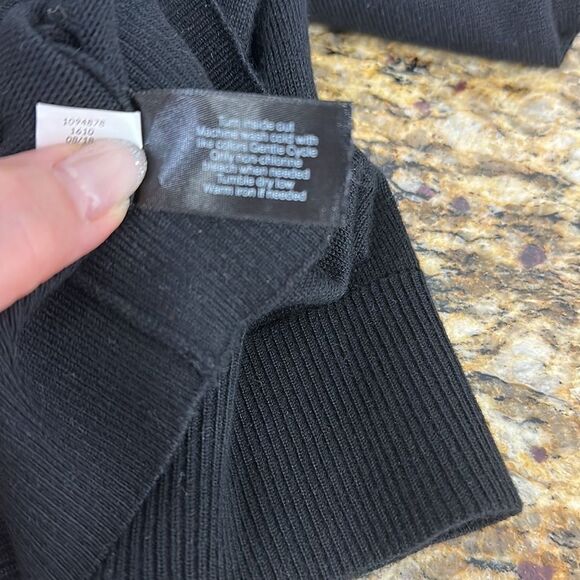 1094878
1610
08/18
Turn inside out
Machine wash cold with
like colors Gentle Cycle
Only non-chlorine
bleach when needed
Tumble dry low
Warm iron if needed